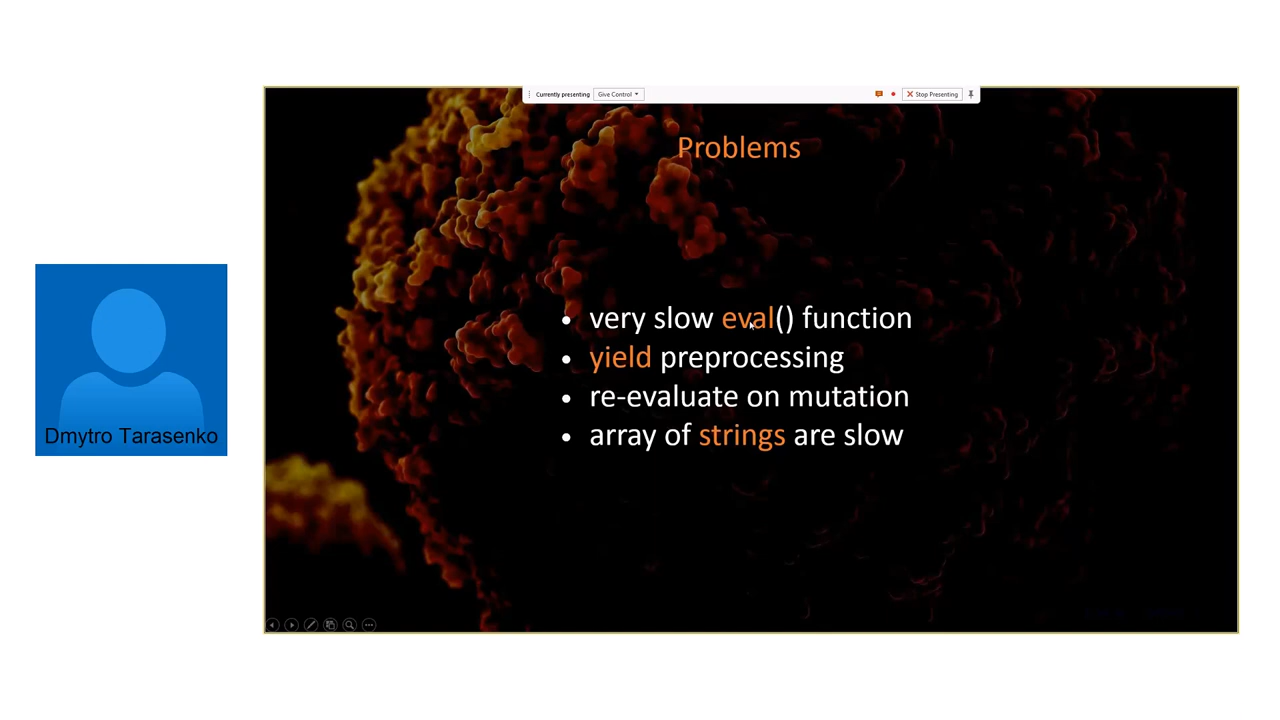 Currently presenting
Give Control
Stop Presenting
Problems
• very slow eval() function
• yield preprocessing
• re-evaluate on mutation
• array of strings are slow
Dmytro Tarasenko